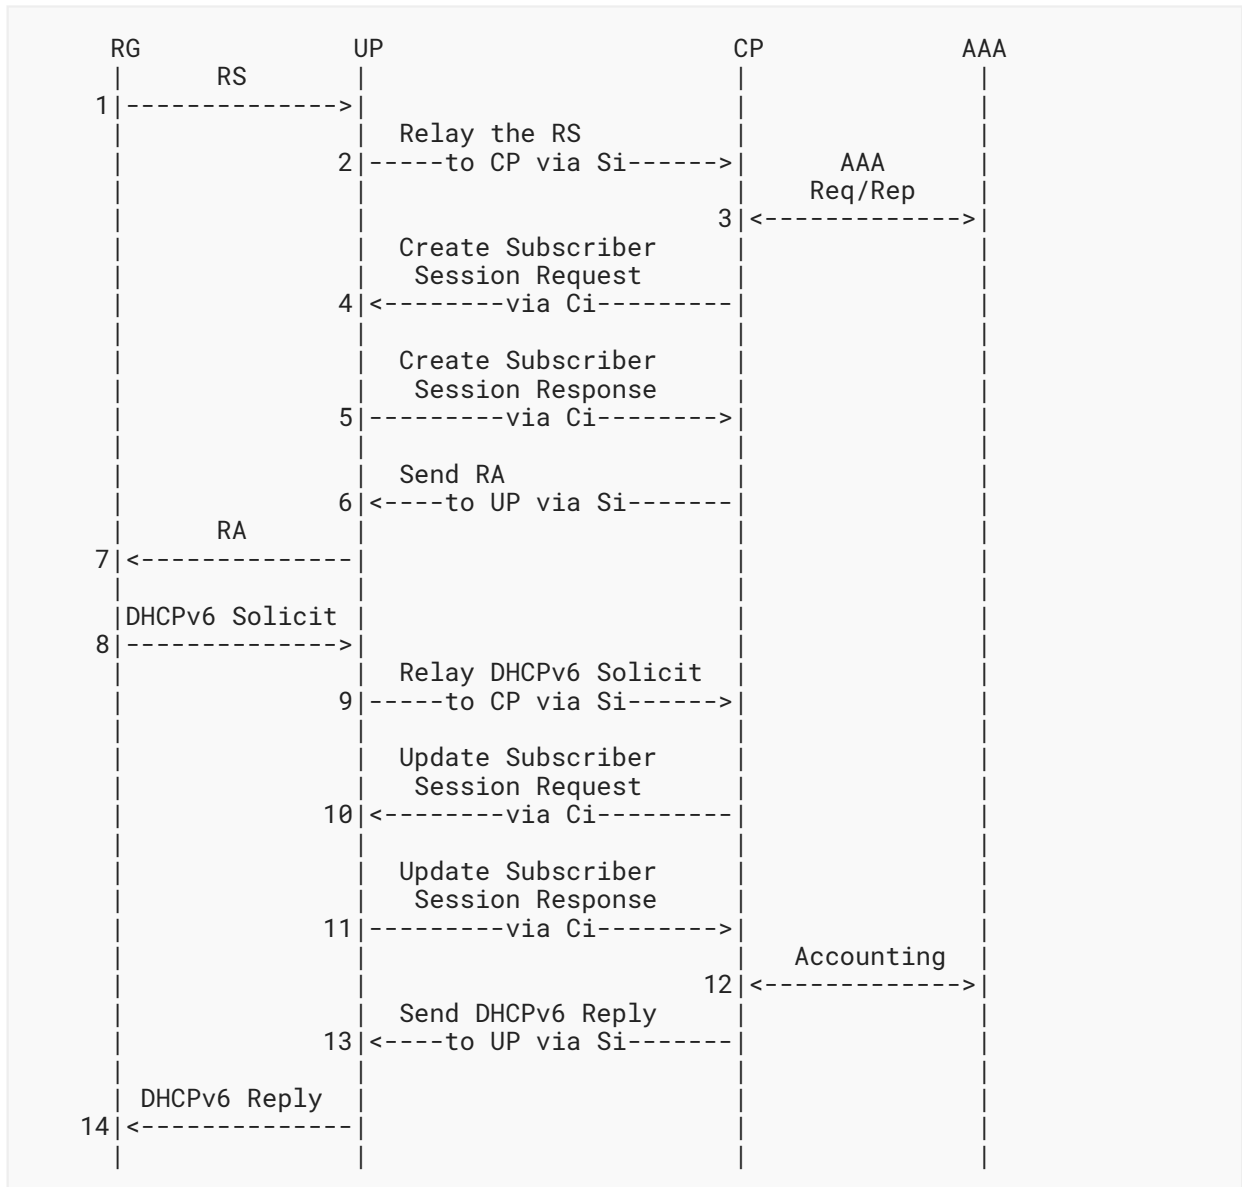 RG UP CP AAA
RS
1|-------------->|
Relay the RS
2|-----to CP via Si------>| AAA
Req/Rep
3|<------------->|
Create Subscriber
Session Request
4|<--------via Ci---------|
Create Subscriber
Session Response
5|---------via Ci-------->|
Send RA
6|<----to UP via Si-------|
RA
7|<--------------|
DHCPv6 Solicit
8|-------------->|
Relay DHCPv6 Solicit
9|-----to CP via Si------>|
Update Subscriber
Session Request
10|<--------via Ci---------|
Update Subscriber
Session Response
11|---------via Ci-------->|
Accounting
12|<------------->|
Send DHCPv6 Reply
13|<----to UP via Si-------|
DHCPv6 Reply
14|<--------------|